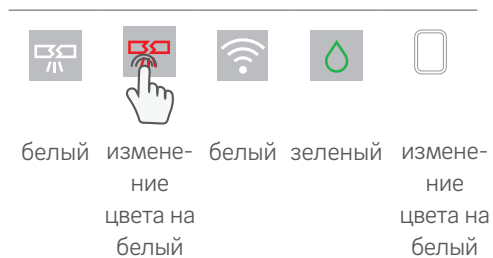 белый измене- белый зеленый измене-
ние ние
цвета на цвета на
белый белый